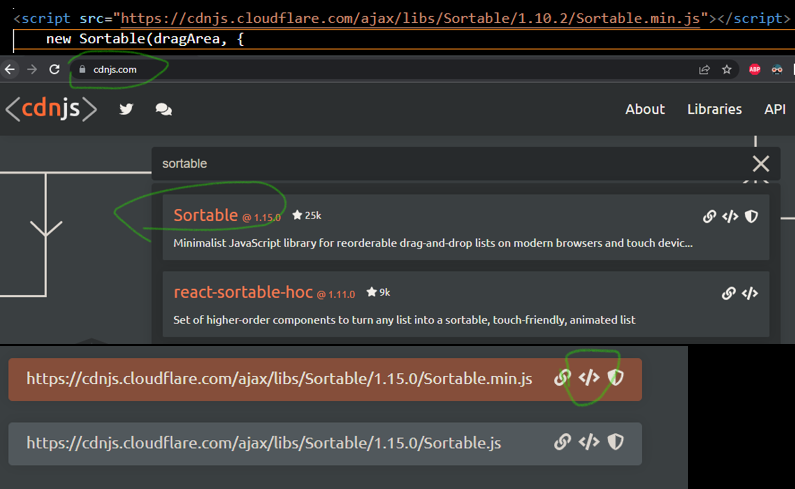 <script src="https://cdnjs.cloudflare.com/ajax/libs/Sortable/1.10.2/Sortable.min.js"></script>
new Sortable(dragArea, {
cdnjs.com
ABP
<cdnjs>
About Libraries API
sortable
Sortable @ 1.15.0 25k
Minimalist JavaScript library for reorderable drag-and-drop lists on modern browsers and touch devic...
react-sortable-hoc @ 1.11.0 9k
Set of higher-order components to turn any list into a sortable, touch-friendly, animated list
https://cdnjs.cloudflare.com/ajax/libs/Sortable/1.15.0/Sortable.min.js
https://cdnjs.cloudflare.com/ajax/libs/Sortable/1.15.0/Sortable.js